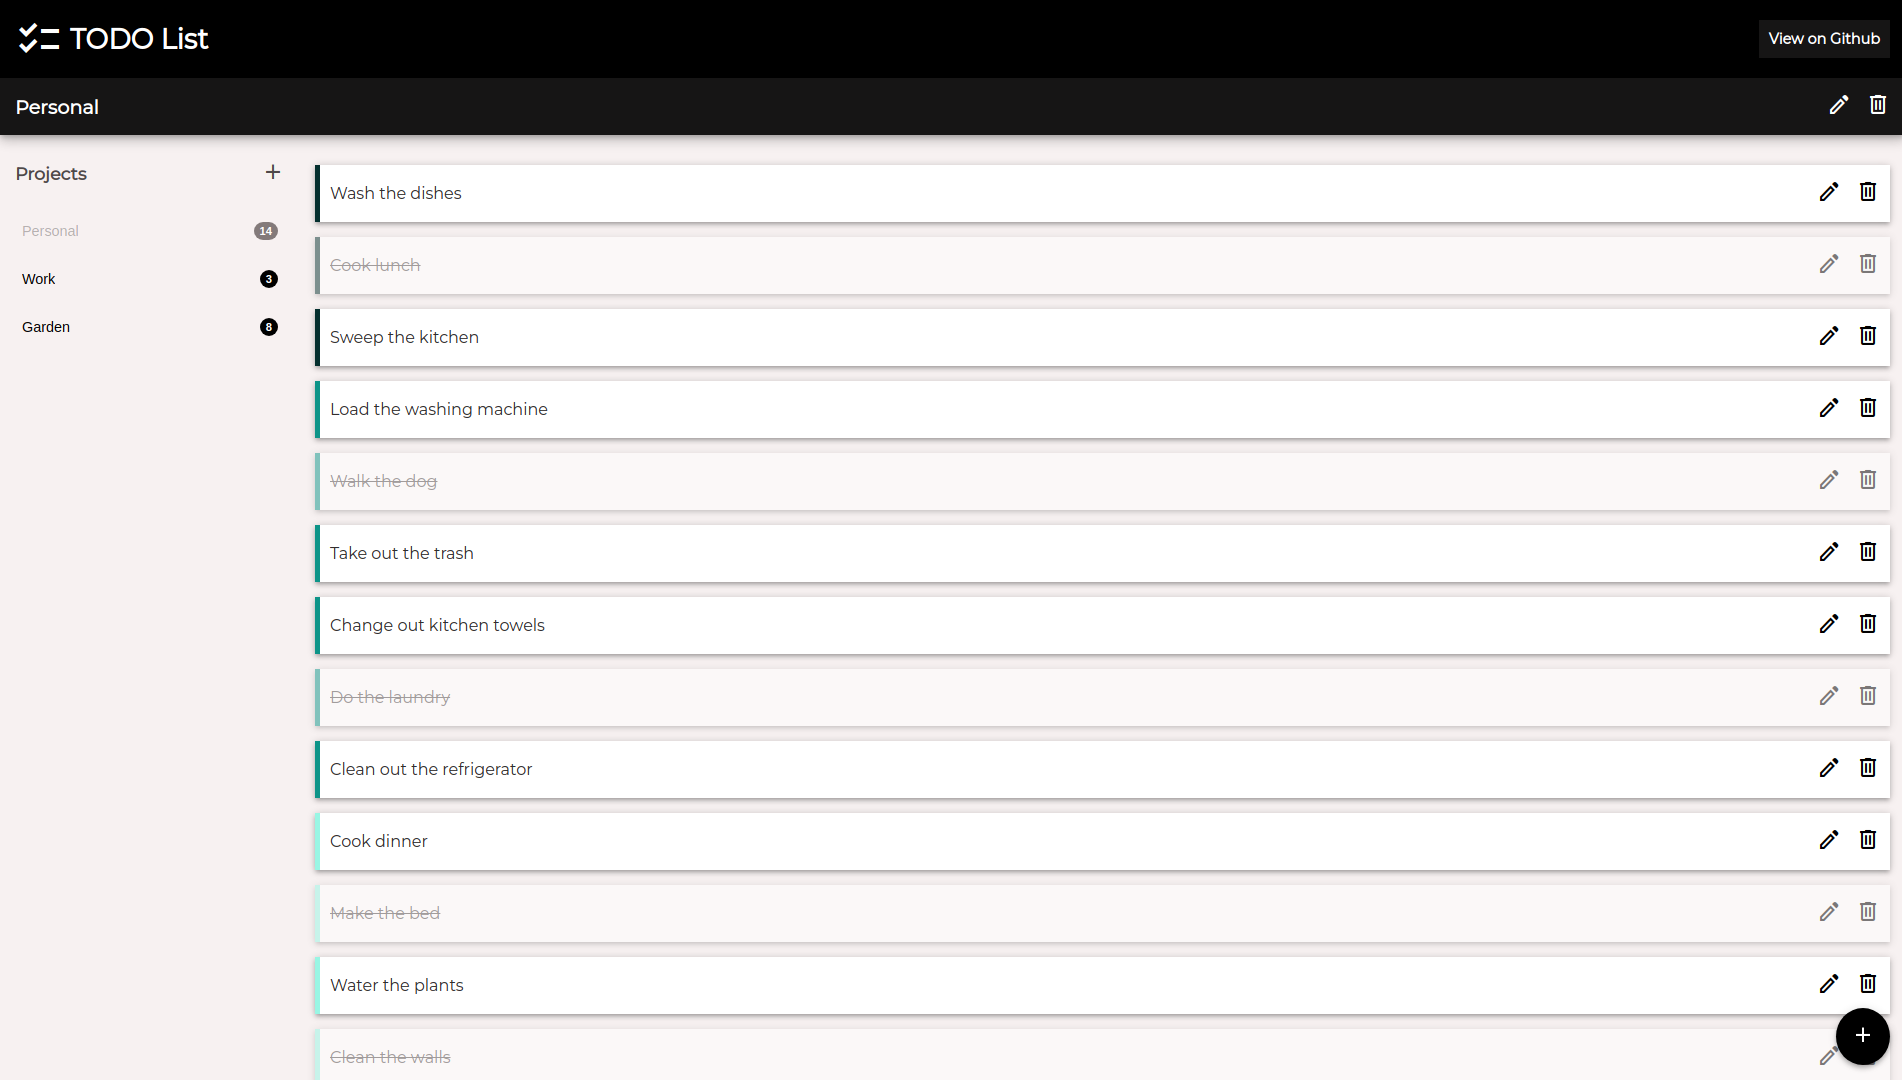 TODO List
View on Github
Personal
Projects
Personal 14
Work 3
Garden 8
Wash the dishes
Cook lunch
Sweep the kitchen
Load the washing machine
Walk the dog
Take out the trash
Change out kitchen towels
Do the laundry
Clean out the refrigerator
Cook dinner
Make the bed
Water the plants
Clean the walls